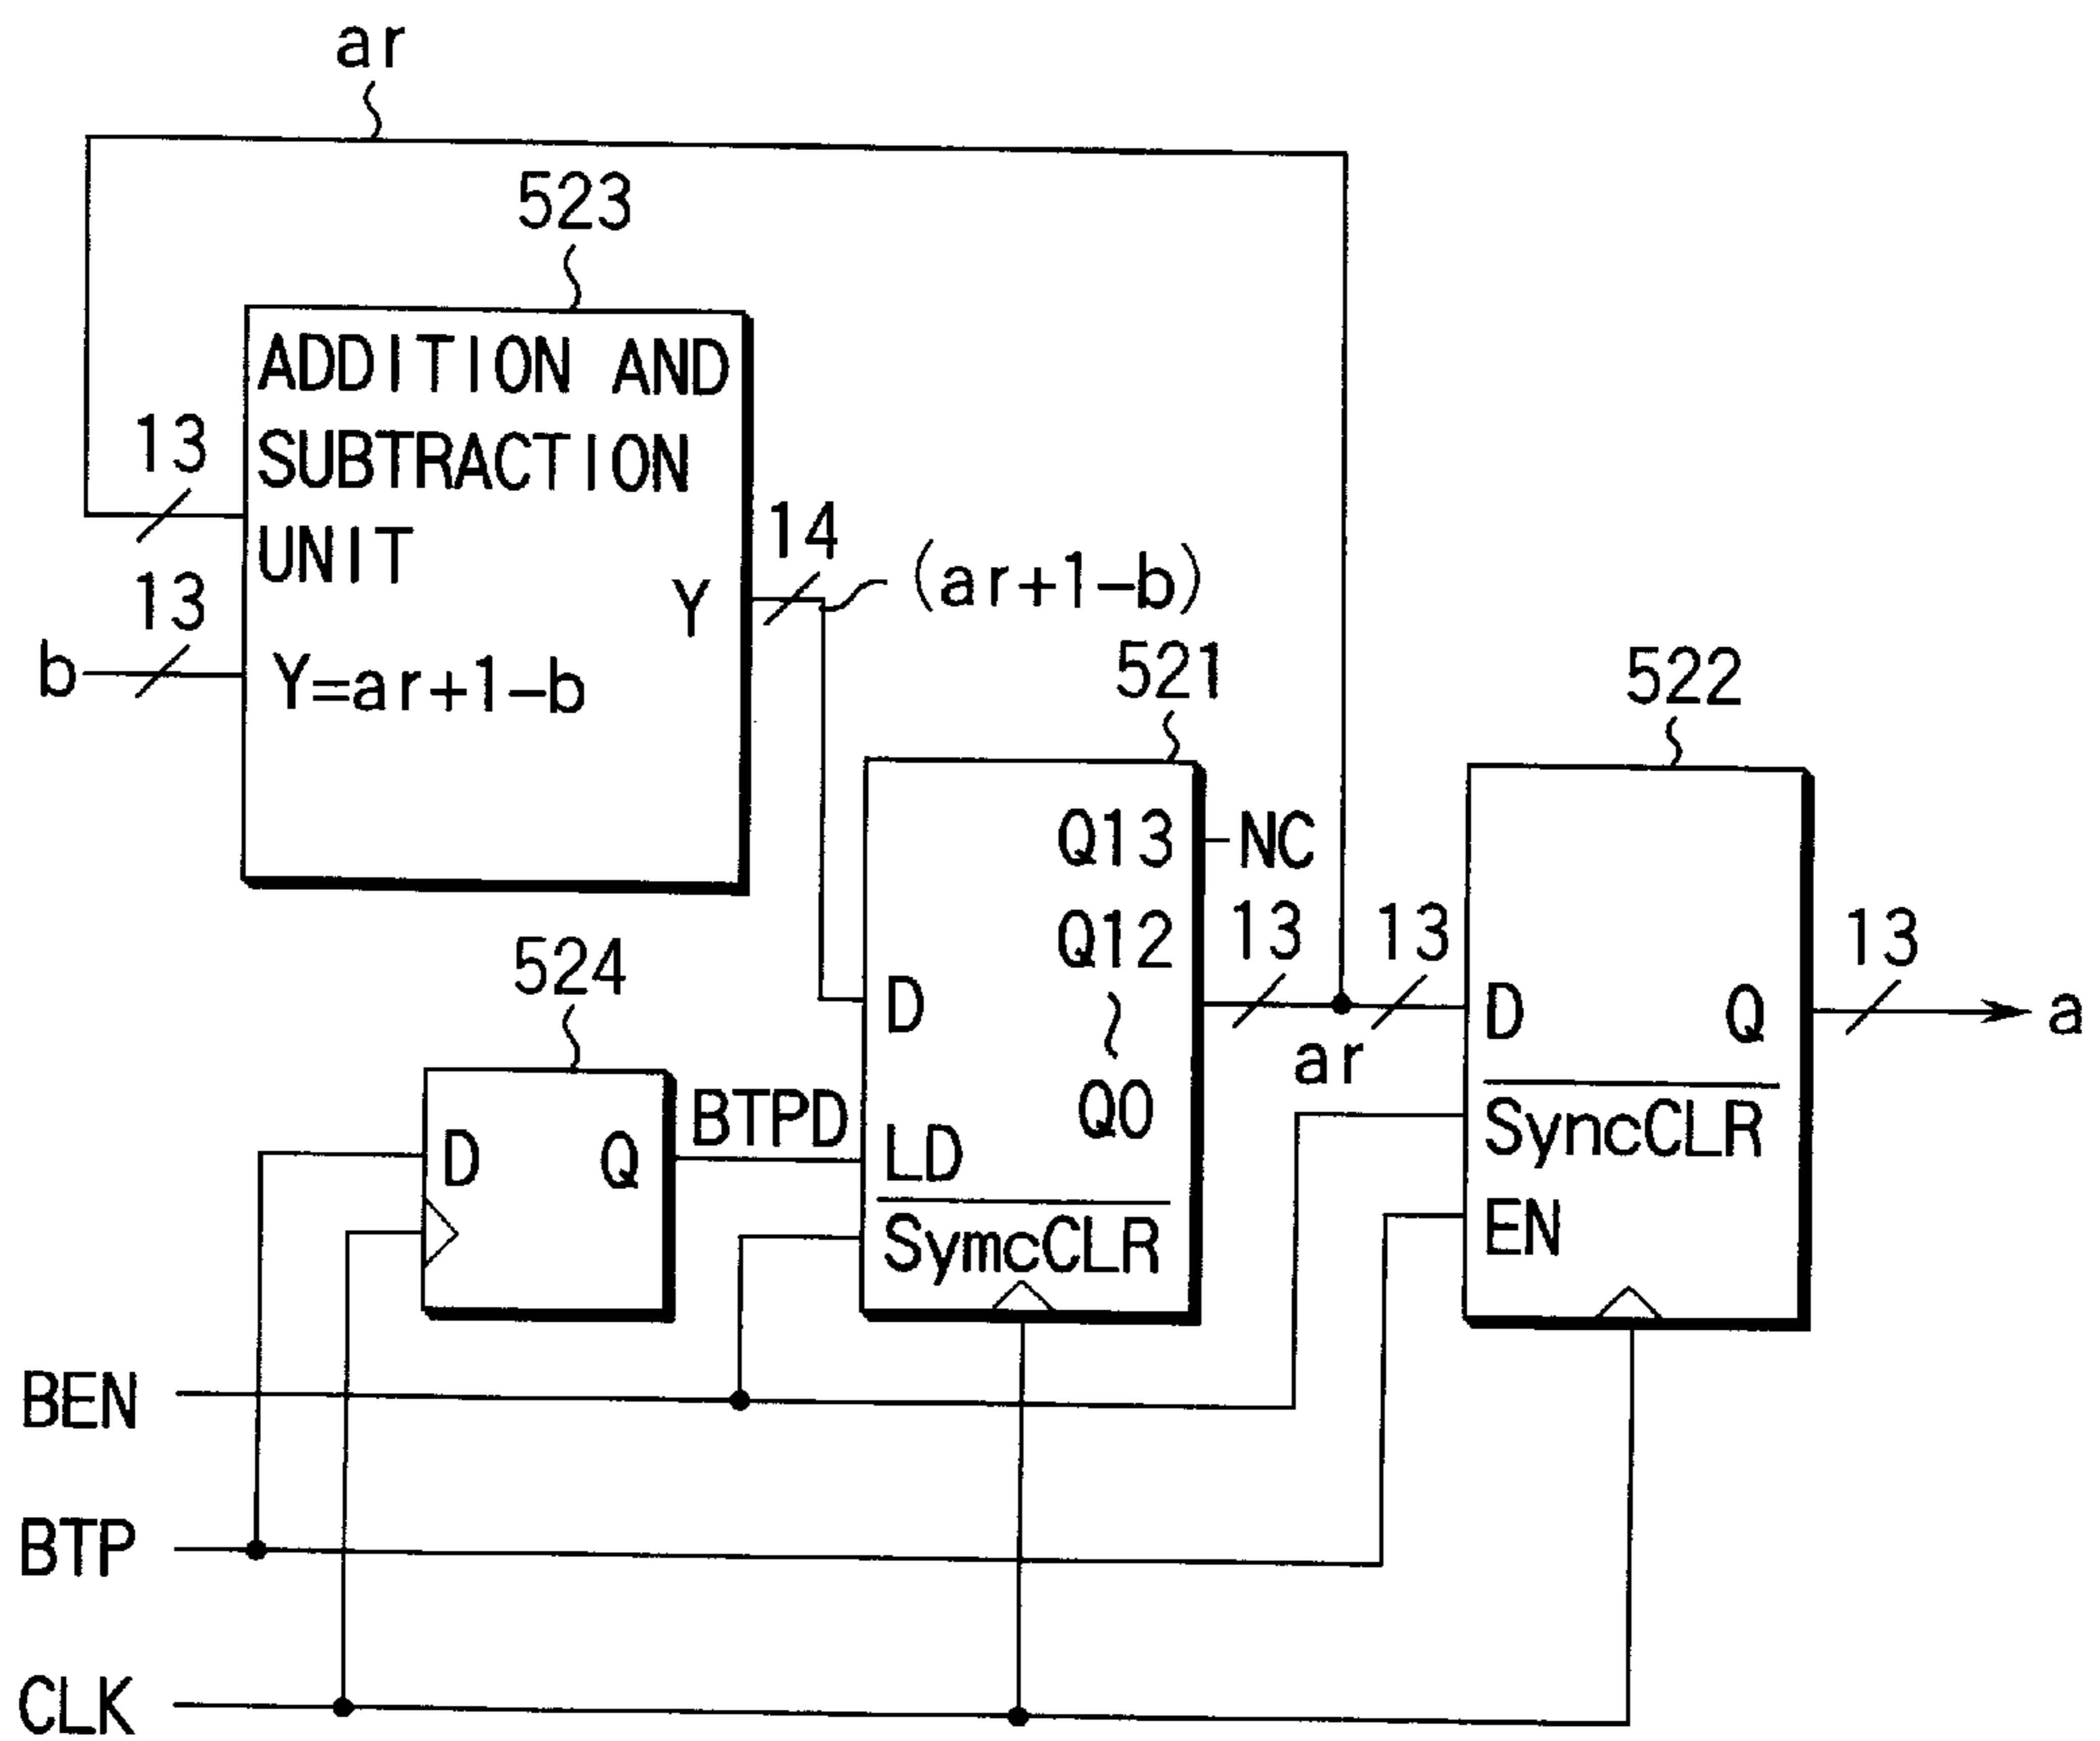 ar
523
ADDITION AND
SUBTRACTION
UNIT
13
13
b
Y
Y=ar+1-b
14
(ar+1-b)
521
522
Q13
NC
Q12
~
Q0
D
LD
SymcCLR
13
13
ar
D
Q
SyncCLR
EN
13
a
524
D
Q
BTPD
BEN
BTP
CLK